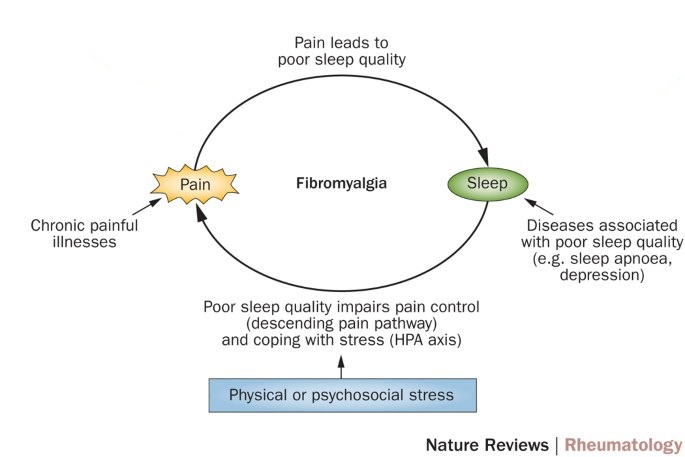 Pain leads to
poor sleep quality
Pain
Fibromyalgia
Sleep
Chronic painful
illnesses
Diseases associated
with poor sleep quality
(e.g. sleep apnoea,
depression)
Poor sleep quality impairs pain control
(descending pain pathway)
and coping with stress (HPA axis)
Physical or psychosocial stress
Nature Reviews | Rheumatology